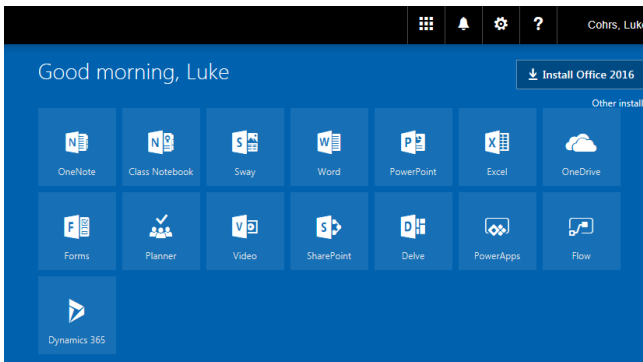 ? Cohrs, Luke
Good morning, Luke
Install Office 2016
Other install
N OneNote
N Class Notebook
S Sway
W Word
P PowerPoint
X Excel
OneDrive
F Forms
Planner
V Video
S SharePoint
D Delve
PowerApps
Flow
Dynamics 365